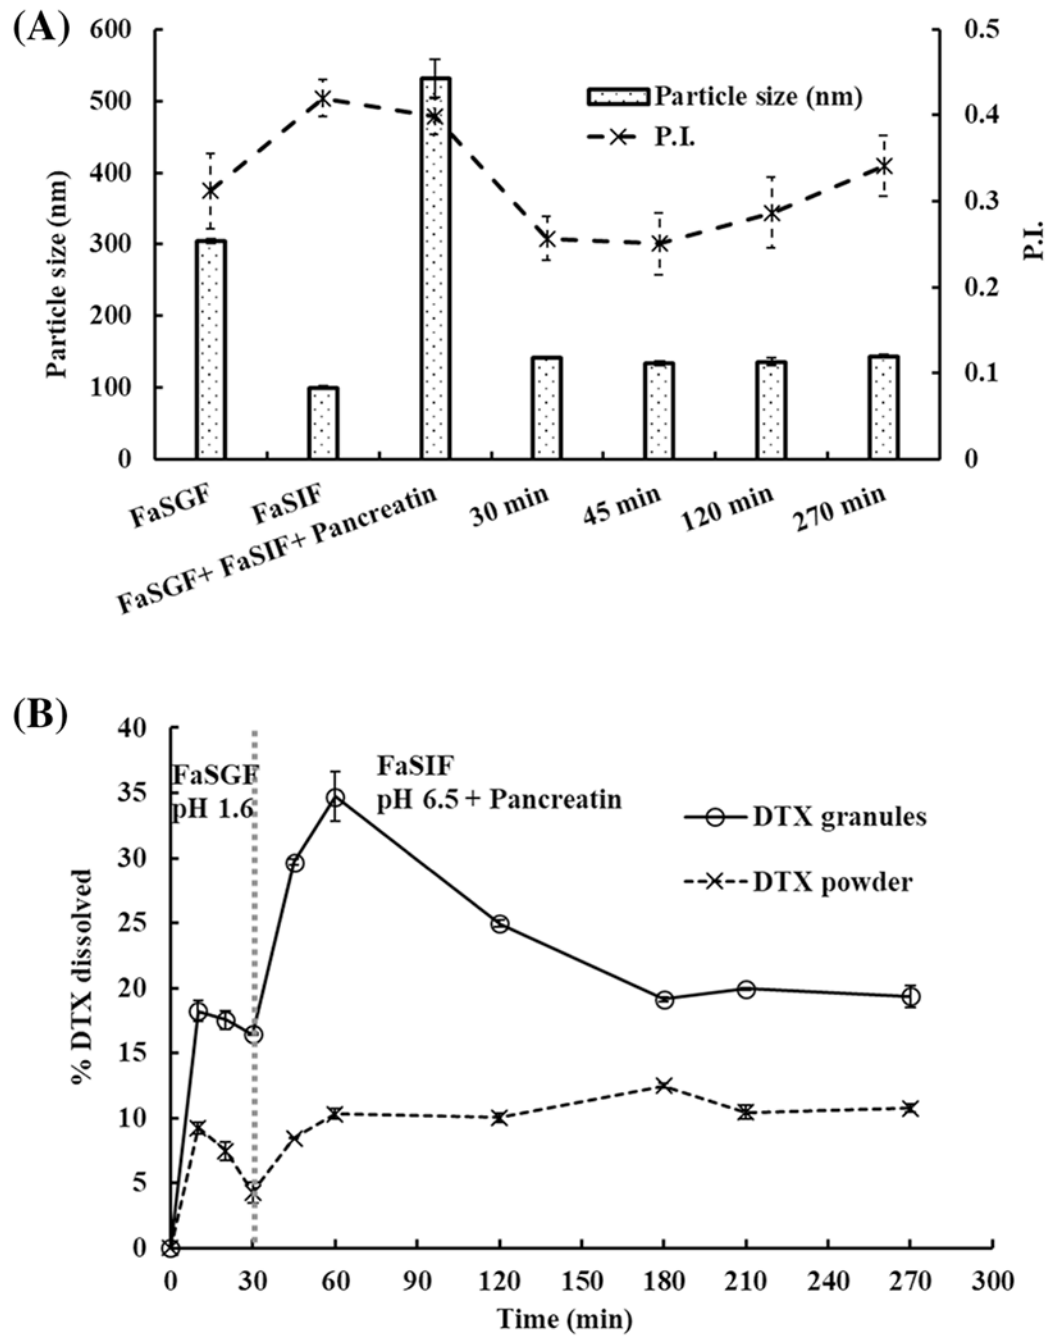 (A)
600
500
400
300
200
100
0
Particle size (nm)
0.5
0.4
0.3
0.2
0.1
0
P.I.
Particle size (nm)
P.I.
FaSGF
FaSIF
FaSGF+ FaSIF+ Pancreatin
30 min
45 min
120 min
270 min
(B)
40
35
30
25
20
15
10
5
0
% DTX dissolved
FaSGF
pH 1.6
FaSIF
pH 6.5 + Pancreatin
DTX granules
DTX powder
0 30 60 90 120 150 180 210 240 270 300
Time (min)